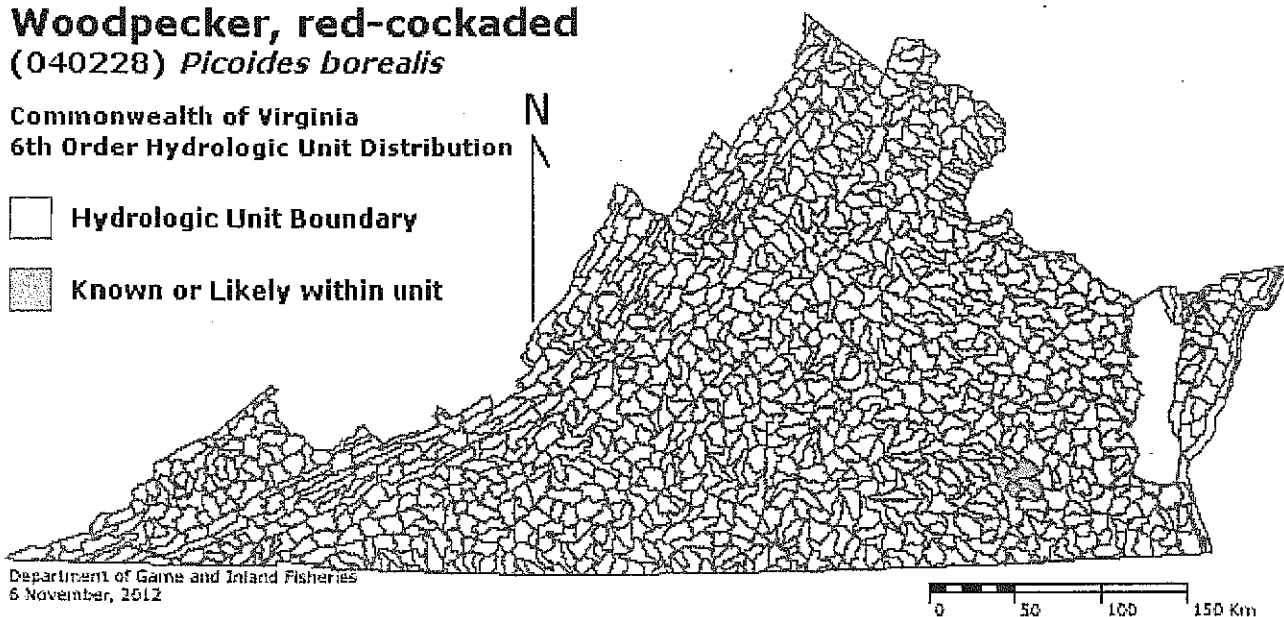 Woodpecker, red-cockaded
(040228) Picoides borealis
Commonwealth of Virginia
6th Order Hydrologic Unit Distribution
N
Hydrologic Unit Boundary
Known or Likely within unit
Department of Game and Inland Fisheries
6 November, 2012
0 50 100 150 Km